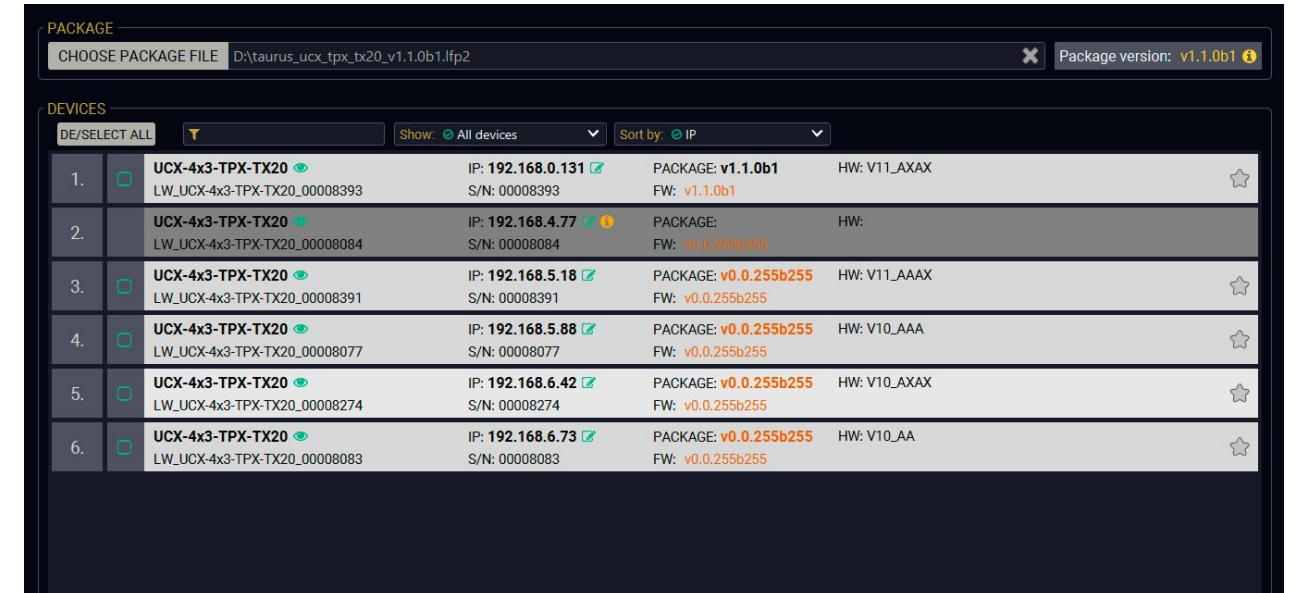 PACKAGE
CHOOSE PACKAGE FILE D:\taurus_ucx_tpx_tx20_v1.1.0b1.lfp2 Package version: v1.1.0b1
DEVICES
DE/SELECT ALL Show: All devices Sort by: IP
1. UCX-4x3-TPX-TX20 IP: 192.168.0.131 PACKAGE: v1.1.0b1 HW: V11_AXAX
LW_UCX-4x3-TPX-TX20_00008393 S/N: 00008393 FW: v1.1.0b1
2. UCX-4x3-TPX-TX20 IP: 192.168.4.77 PACKAGE: HW:
LW_UCX-4x3-TPX-TX20_00008084 S/N: 00008084 FW: v0.0.255b255
3. UCX-4x3-TPX-TX20 IP: 192.168.5.18 PACKAGE: v0.0.255b255 HW: V11_AAAX
LW_UCX-4x3-TPX-TX20_00008391 S/N: 00008391 FW: v0.0.255b255
4. UCX-4x3-TPX-TX20 IP: 192.168.5.88 PACKAGE: v0.0.255b255 HW: V10_AAA
LW_UCX-4x3-TPX-TX20_00008077 S/N: 00008077 FW: v0.0.255b255
5. UCX-4x3-TPX-TX20 IP: 192.168.6.42 PACKAGE: v0.0.255b255 HW: V10_AXAX
LW_UCX-4x3-TPX-TX20_00008274 S/N: 00008274 FW: v0.0.255b255
6. UCX-4x3-TPX-TX20 IP: 192.168.6.73 PACKAGE: v0.0.255b255 HW: V10_AA
LW_UCX-4x3-TPX-TX20_00008083 S/N: 00008083 FW: v0.0.255b255